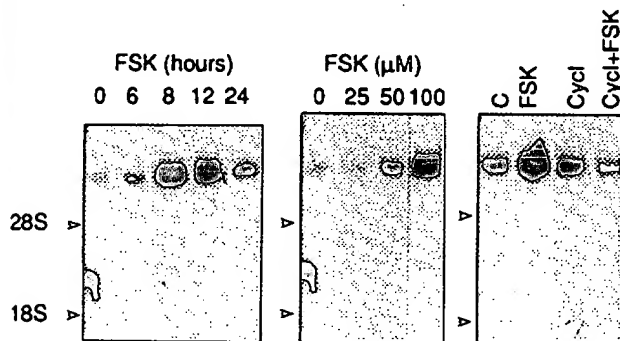 FSK (hours)
0 6 8 12 24
FSK (μM)
0 25 50 100
C
FSK
Cycl
Cycl+FSK
28S
18S